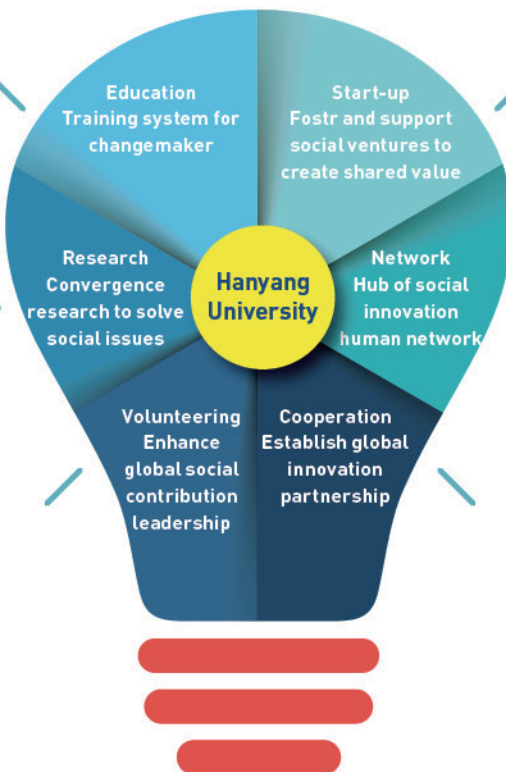 Education
Training system for
changemaker
Start-up
Fostr and support
social ventures to
create shared value
Research
Convergence
research to solve
social issues
Hanyang
University
Network
Hub of social
innovation
human network
Volunteering
Enhance
global social
contribution
leadership
Cooperation
Establish global
innovation
partnership